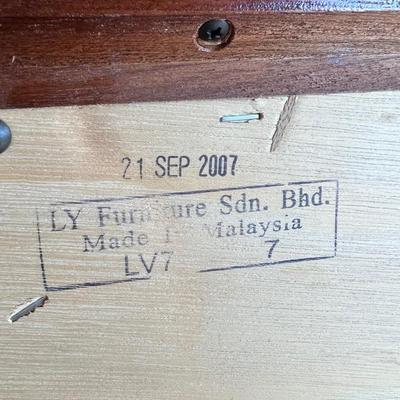 21 SEP 2007
LY Furniture Sdn. Bhd.
Made In Malaysia
LV7 7